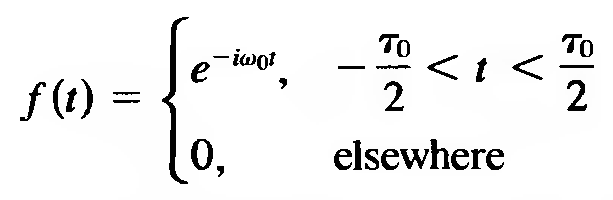 f(t) = { e^{-iω₀t}, -τ₀/2 < t < τ₀/2
0, elsewhere